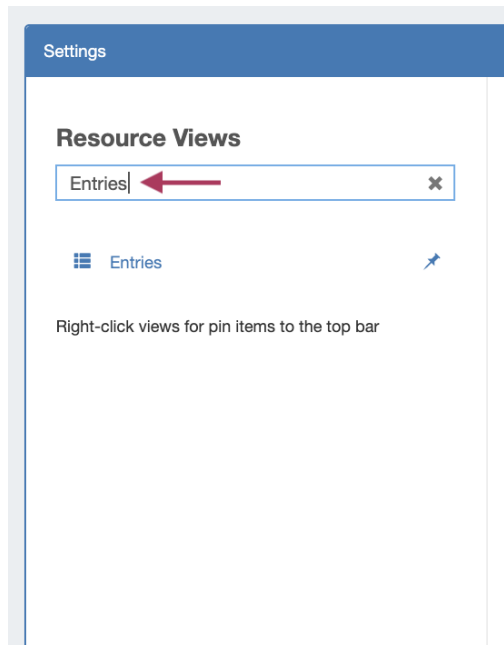 Settings
Resource Views
Entries
Entries
Right-click views for pin items to the top bar